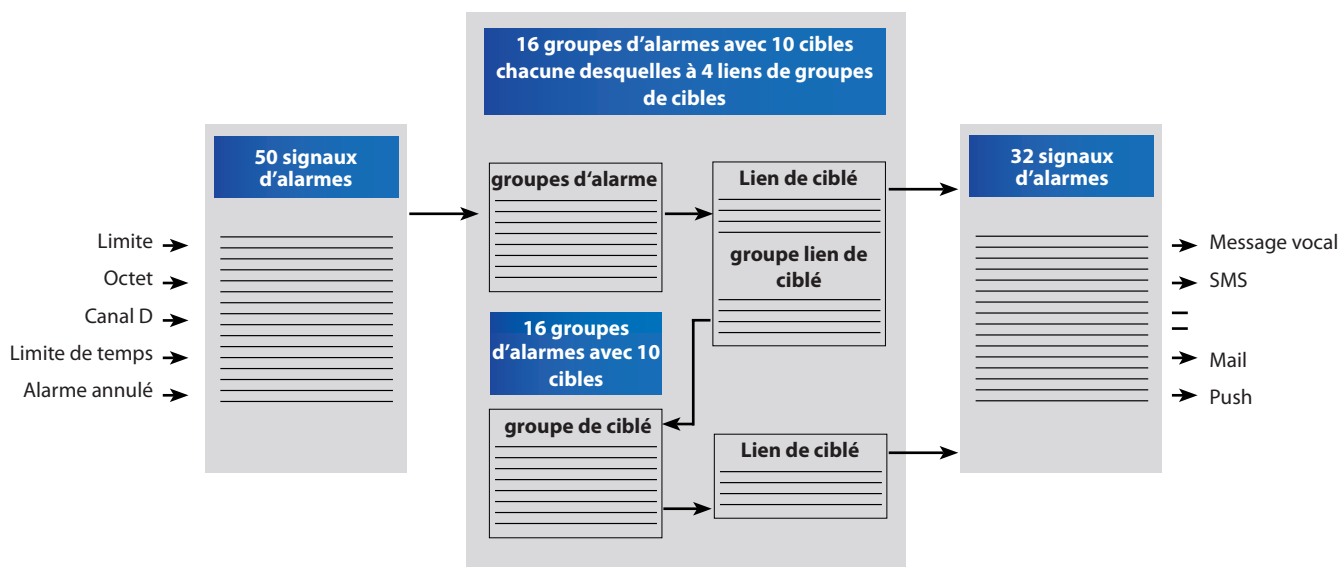 16 groupes d’alarmes avec 10 cibles
chacune desquelles à 4 liens de groupes
de cibles
50 signaux
d’alarmes
Limite
Octet
Canal D
Limite de temps
Alarme annulé
groupes d‘alarme
Lien de ciblé
groupe lien de
ciblé
16 groupes
d’alarmes avec 10
cibles
groupe de ciblé
Lien de ciblé
32 signaux
d’alarmes
Message vocal
SMS
Mail
Push